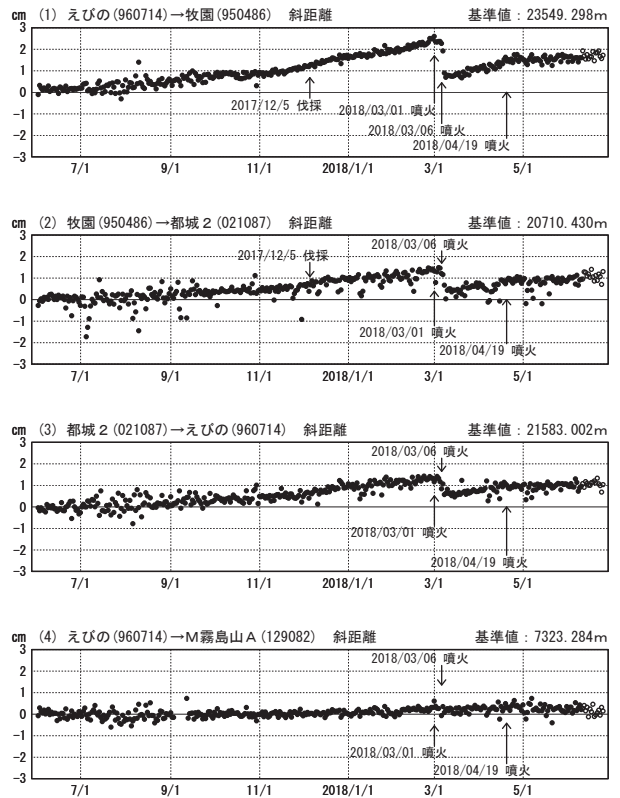 cm (1) えびの(960714)→牧園(950486) 斜距離 基準値：23549.298m
3
2
1
0
-1
-2
-3
2017/12/5 伐採
2018/03/01 噴火
2018/03/06 噴火
2018/04/19 噴火
7/1 9/1 11/1 2018/1/1 3/1 5/1
cm (2) 牧園(950486)→都城２(021087) 斜距離 基準値：20710.430m
3
2
1
0
-1
-2
-3
2018/03/06 噴火
2017/12/5 伐採
2018/03/01 噴火
2018/04/19 噴火
7/1 9/1 11/1 2018/1/1 3/1 5/1
cm (3) 都城２(021087)→えびの(960714) 斜距離 基準値：21583.002m
3
2
1
0
-1
-2
-3
2018/03/06 噴火
2018/03/01 噴火
2018/04/19 噴火
7/1 9/1 11/1 2018/1/1 3/1 5/1
cm (4) えびの(960714)→Ｍ霧島山Ａ(129082) 斜距離 基準値：7323.284m
3
2
1
0
-1
-2
-3
2018/03/06 噴火
2018/03/01 噴火
2018/04/19 噴火
7/1 9/1 11/1 2018/1/1 3/1 5/1